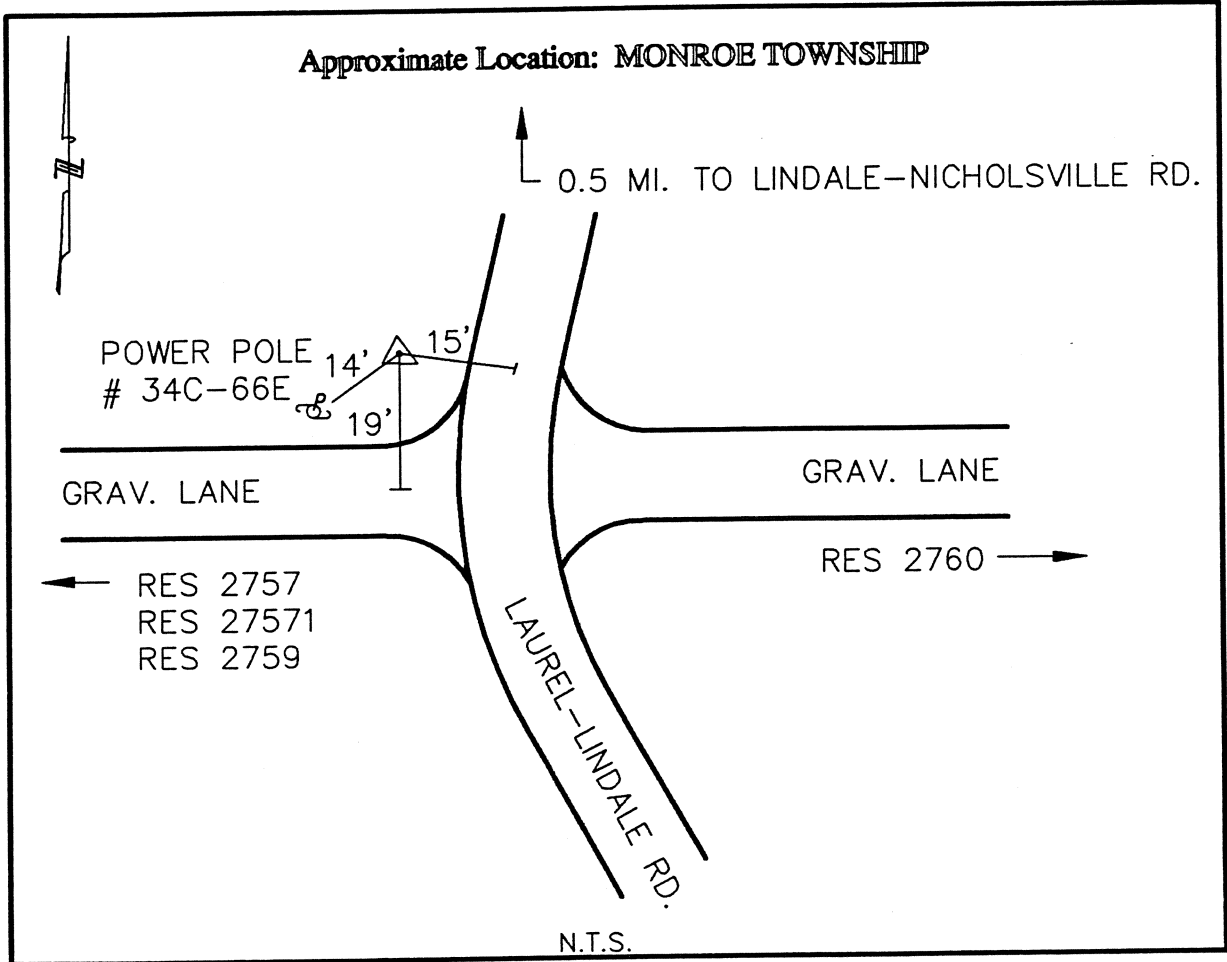 Approximate Location: MONROE TOWNSHIP
N
0.5 MI. TO LINDALE-NICHOLSVILLE RD.
POWER POLE
# 34C-66E
14'
15'
19'
GRAV. LANE
GRAV. LANE
RES 2760
RES 2757
RES 27571
RES 2759
LAUREL-LINDALE RD.
N.T.S.